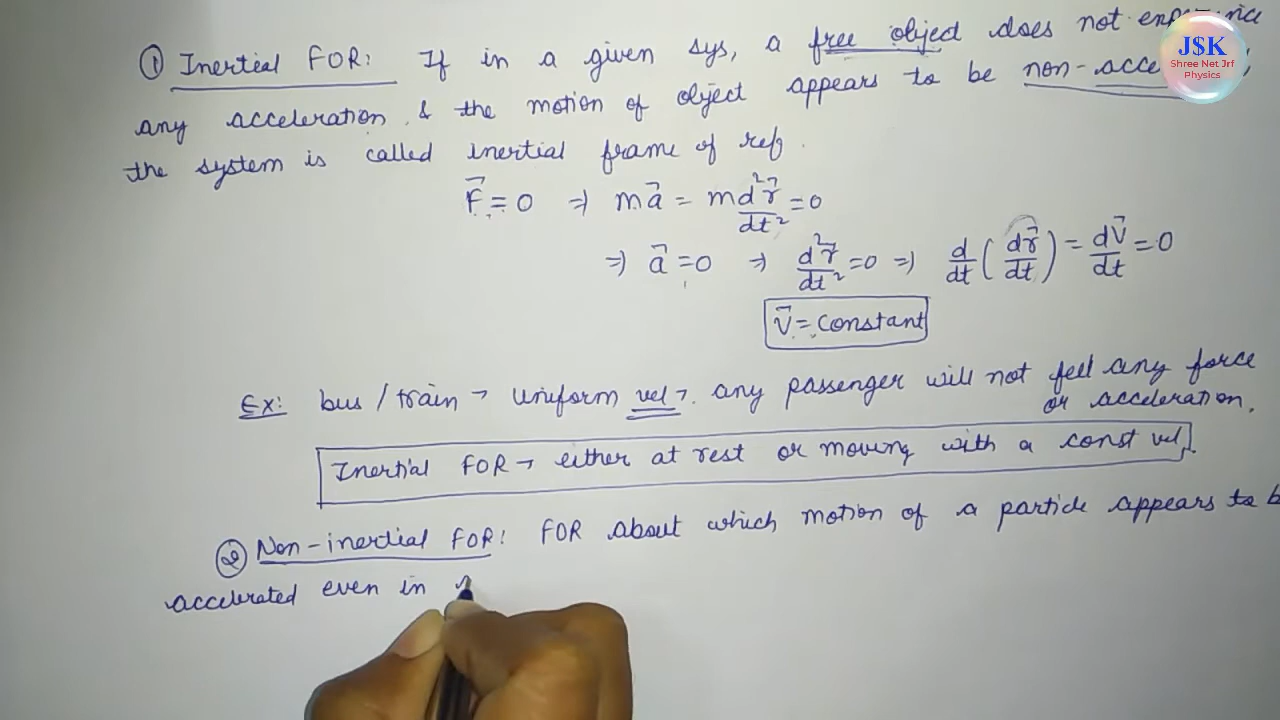 ① Inertial FOR: If in a given sys, a free object does not
any acceleration & the motion of object appears to be non-acce
the system is called inertial frame of ref.
F⃗ = 0 ⇒ ma⃗ = m d²r⃗/dt² = 0
⇒ a⃗ = 0 ⇒ d²r⃗/dt² = 0 ⇒ d/dt (dr⃗/dt) = dV⃗/dt = 0
V⃗ = Constant
Ex: bus / train → Uniform vel → any passenger will not feel any force
or acceleration.
Inertial FOR → either at rest or moving with a const vel.
② Non-inertial FOR: FOR about which motion of a particle appears to b
accelerated even in
JSK
Shree Net Jrf
Physics